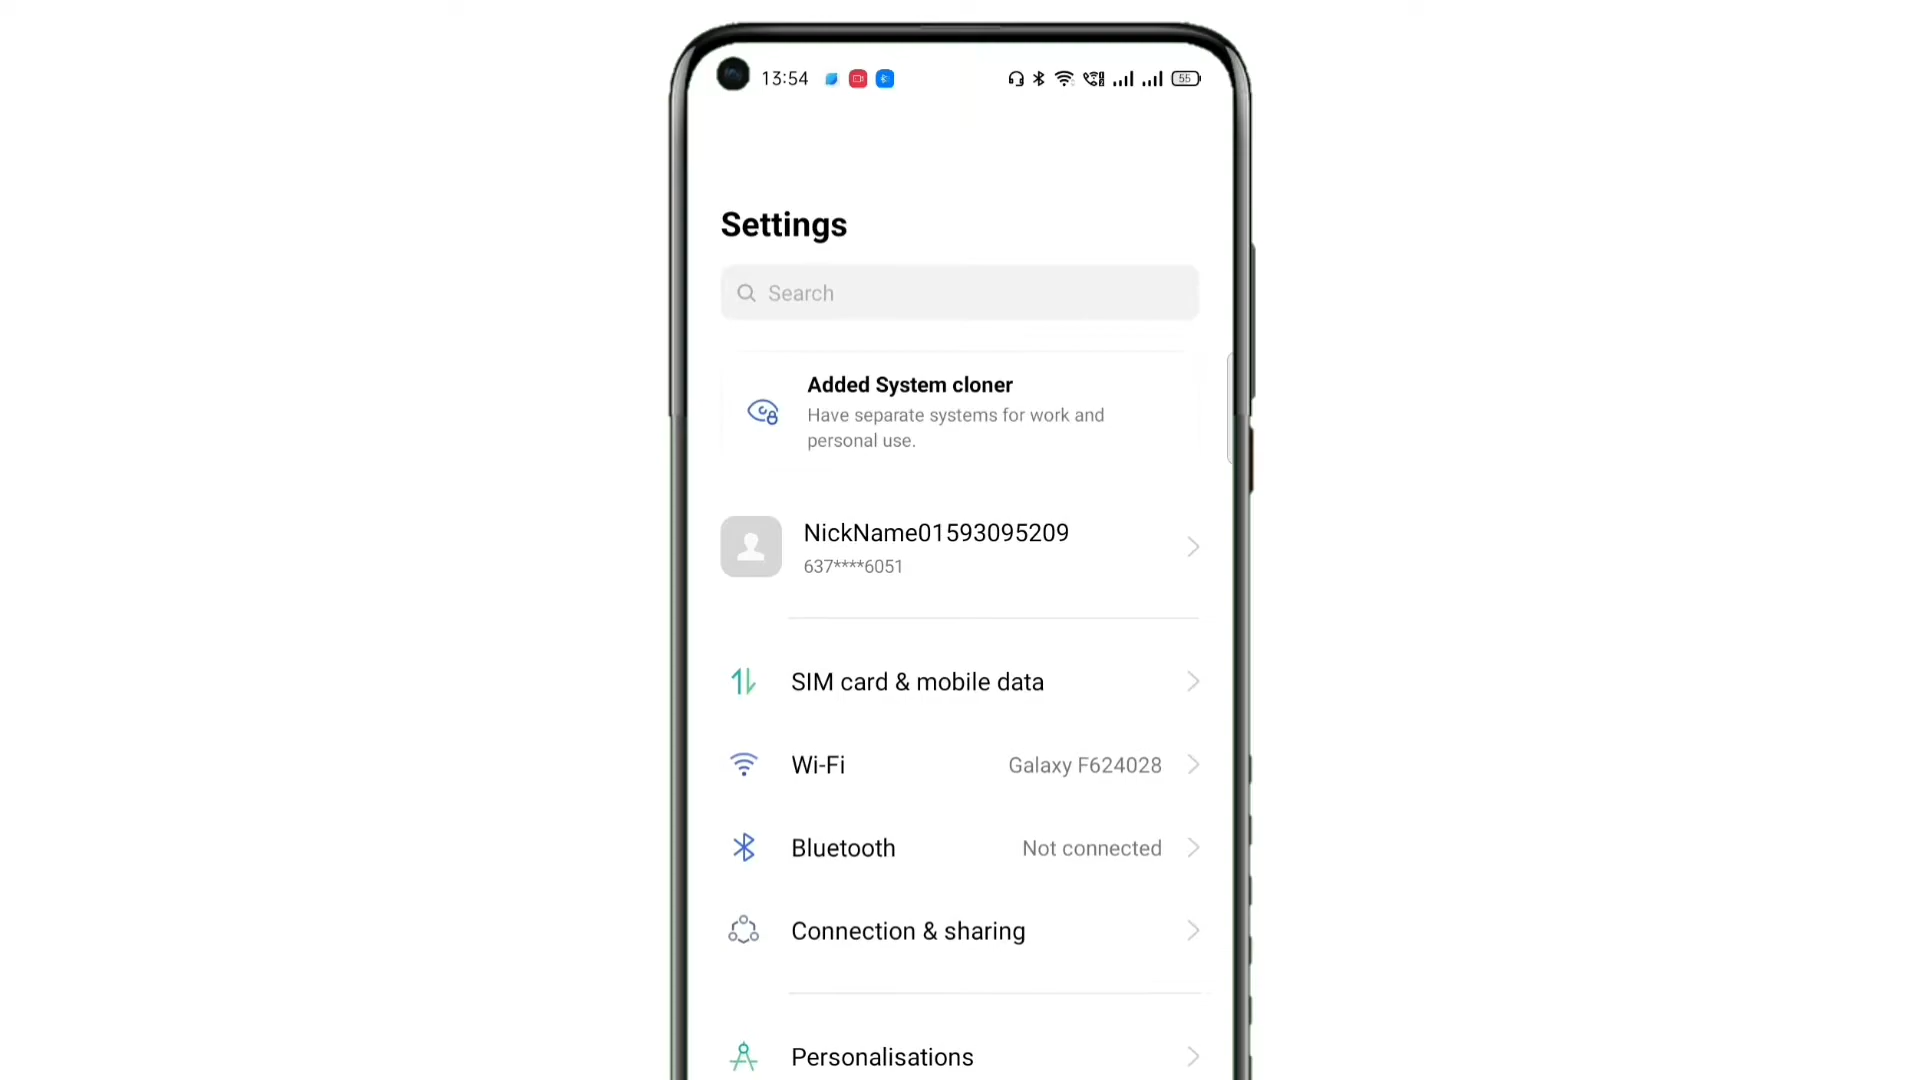 13:54
55
Settings
Search
Added System cloner
Have separate systems for work and
personal use.
NickName01593095209
637****6051
SIM card & mobile data
Wi-Fi Galaxy F624028
Bluetooth Not connected
Connection & sharing
Personalisations